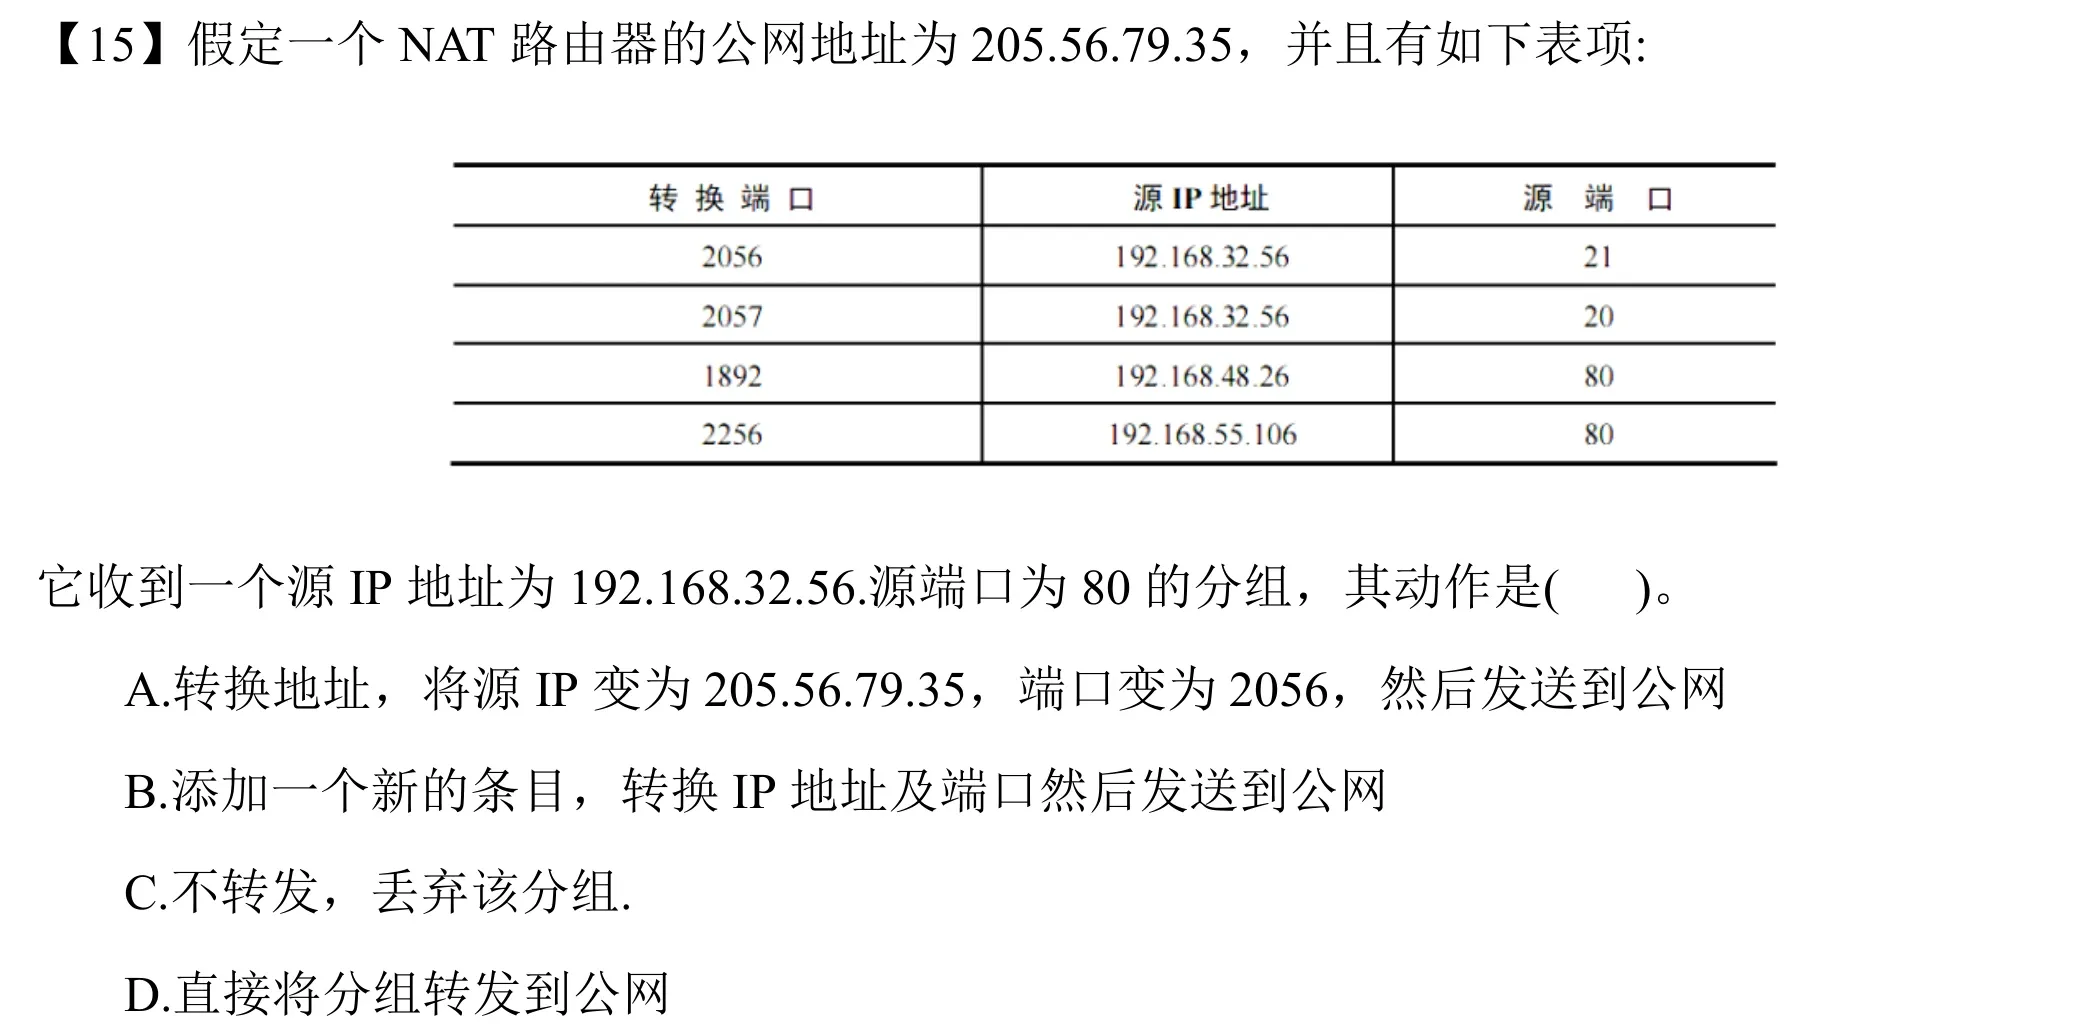 【15】假定一个 NAT 路由器的公网地址为 205.56.79.35，并且有如下表项:
转换端口 源 IP 地址 源端口
2056 192.168.32.56 21
2057 192.168.32.56 20
1892 192.168.48.26 80
2256 192.168.55.106 80
它收到一个源 IP 地址为 192.168.32.56.源端口为 80 的分组，其动作是( )。
A.转换地址，将源 IP 变为 205.56.79.35，端口变为 2056，然后发送到公网
B.添加一个新的条目，转换 IP 地址及端口然后发送到公网
C.不转发，丢弃该分组.
D.直接将分组转发到公网